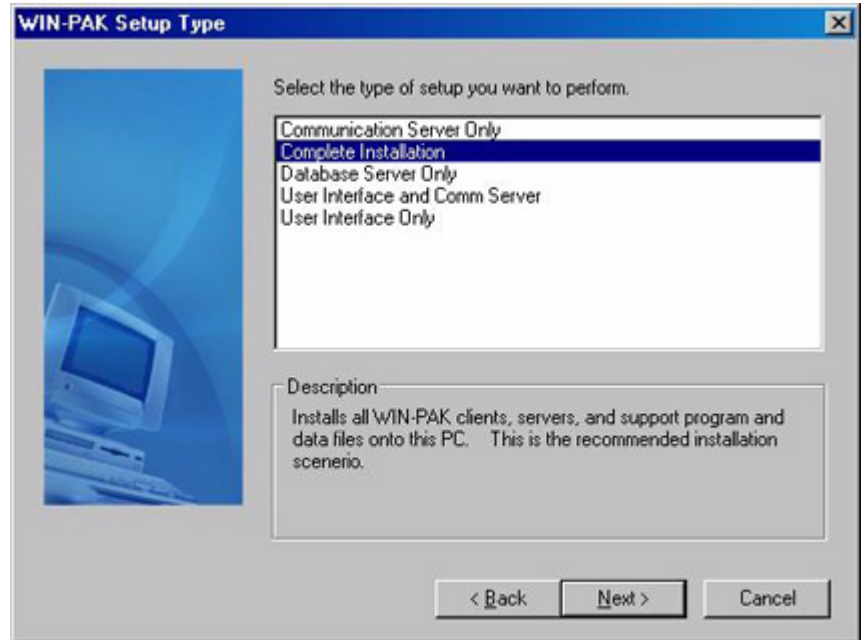 WIN-PAK Setup Type
Select the type of setup you want to perform.
Communication Server Only
Complete Installation
Database Server Only
User Interface and Comm Server
User Interface Only
Description
Installs all WIN-PAK clients, servers, and support program and
data files onto this PC. This is the recommended installation
scenerio.
< Back
Next >
Cancel